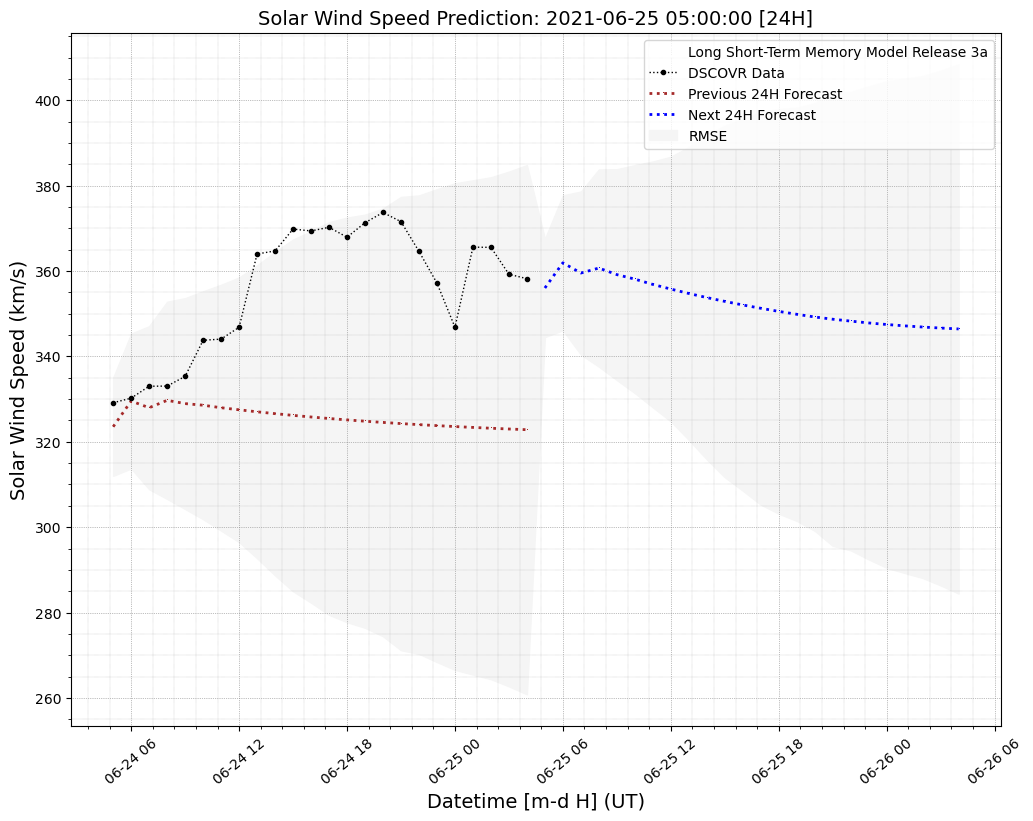 Solar Wind Speed Prediction: 2021-06-25 05:00:00 [24H]
Long Short-Term Memory Model Release 3a
DSCOVR Data
Previous 24H Forecast
Next 24H Forecast
RMSE
Solar Wind Speed (km/s)
400
380
360
340
320
300
280
260
06-24 06
06-24 12
06-24 18
06-25 00
06-25 06
06-25 12
06-25 18
06-26 00
06-26 06
Datetime [m-d H] (UT)